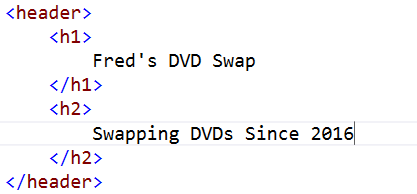 <header>
<h1>
Fred's DVD Swap
</h1>
<h2>
Swapping DVDs Since 2016
</h2>
</header>